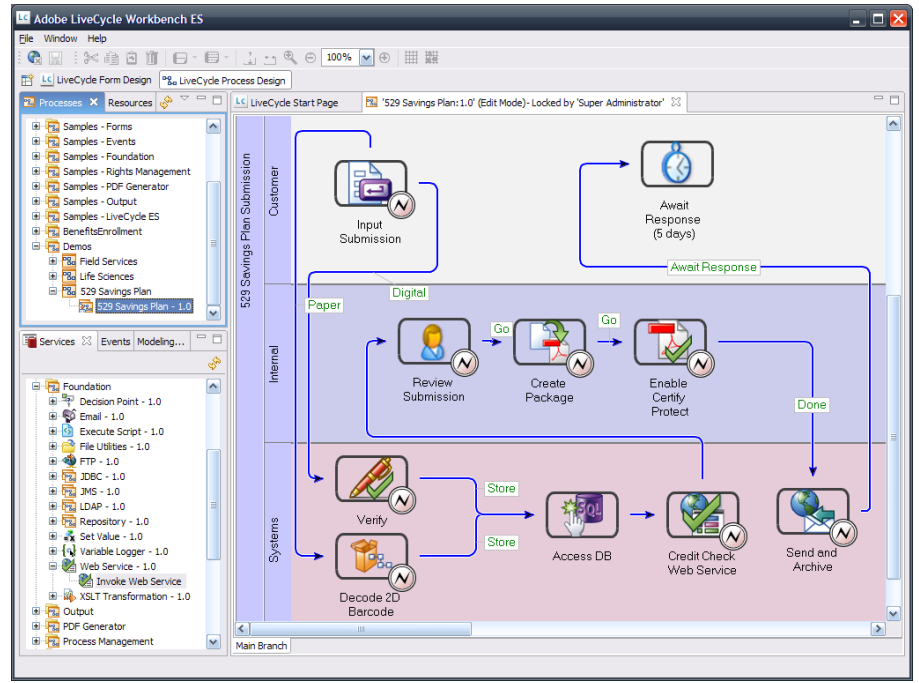 LC Adobe LiveCycle Workbench ES
File Window Help
100%
LC LiveCycle Form Design
LiveCycle Process Design
Processes
Resources
Samples - Forms
Samples - Events
Samples - Foundation
Samples - Rights Management
Samples - PDF Generator
Samples - Output
Samples - LiveCycle ES
BenefitsEnrollment
Demos
Field Services
Life Sciences
529 Savings Plan
529 Savings Plan - 1.0
Services
Events
Modeling...
Foundation
Decision Point - 1.0
Email - 1.0
Execute Script - 1.0
File Utilities - 1.0
FTP - 1.0
JDBC - 1.0
JMS - 1.0
LDAP - 1.0
Repository - 1.0
Set Value - 1.0
Variable Logger - 1.0
Web Service - 1.0
Invoke Web Service
XSLT Transformation - 1.0
Output
PDF Generator
Process Management
LC LiveCycle Start Page
'529 Savings Plan:1.0' (Edit Mode)- Locked by 'Super Administrator'
529 Savings Plan Submission
Customer
Input
Submission
Await
Response
(5 days)
Await Response
Digital
Paper
Internal
Review
Submission
Go
Create
Package
Go
Enable
Certify
Protect
Done
Systems
Verify
Store
Store
Decode 2D
Barcode
SQL
Access DB
Credit Check
Web Service
Send and
Archive
Main Branch